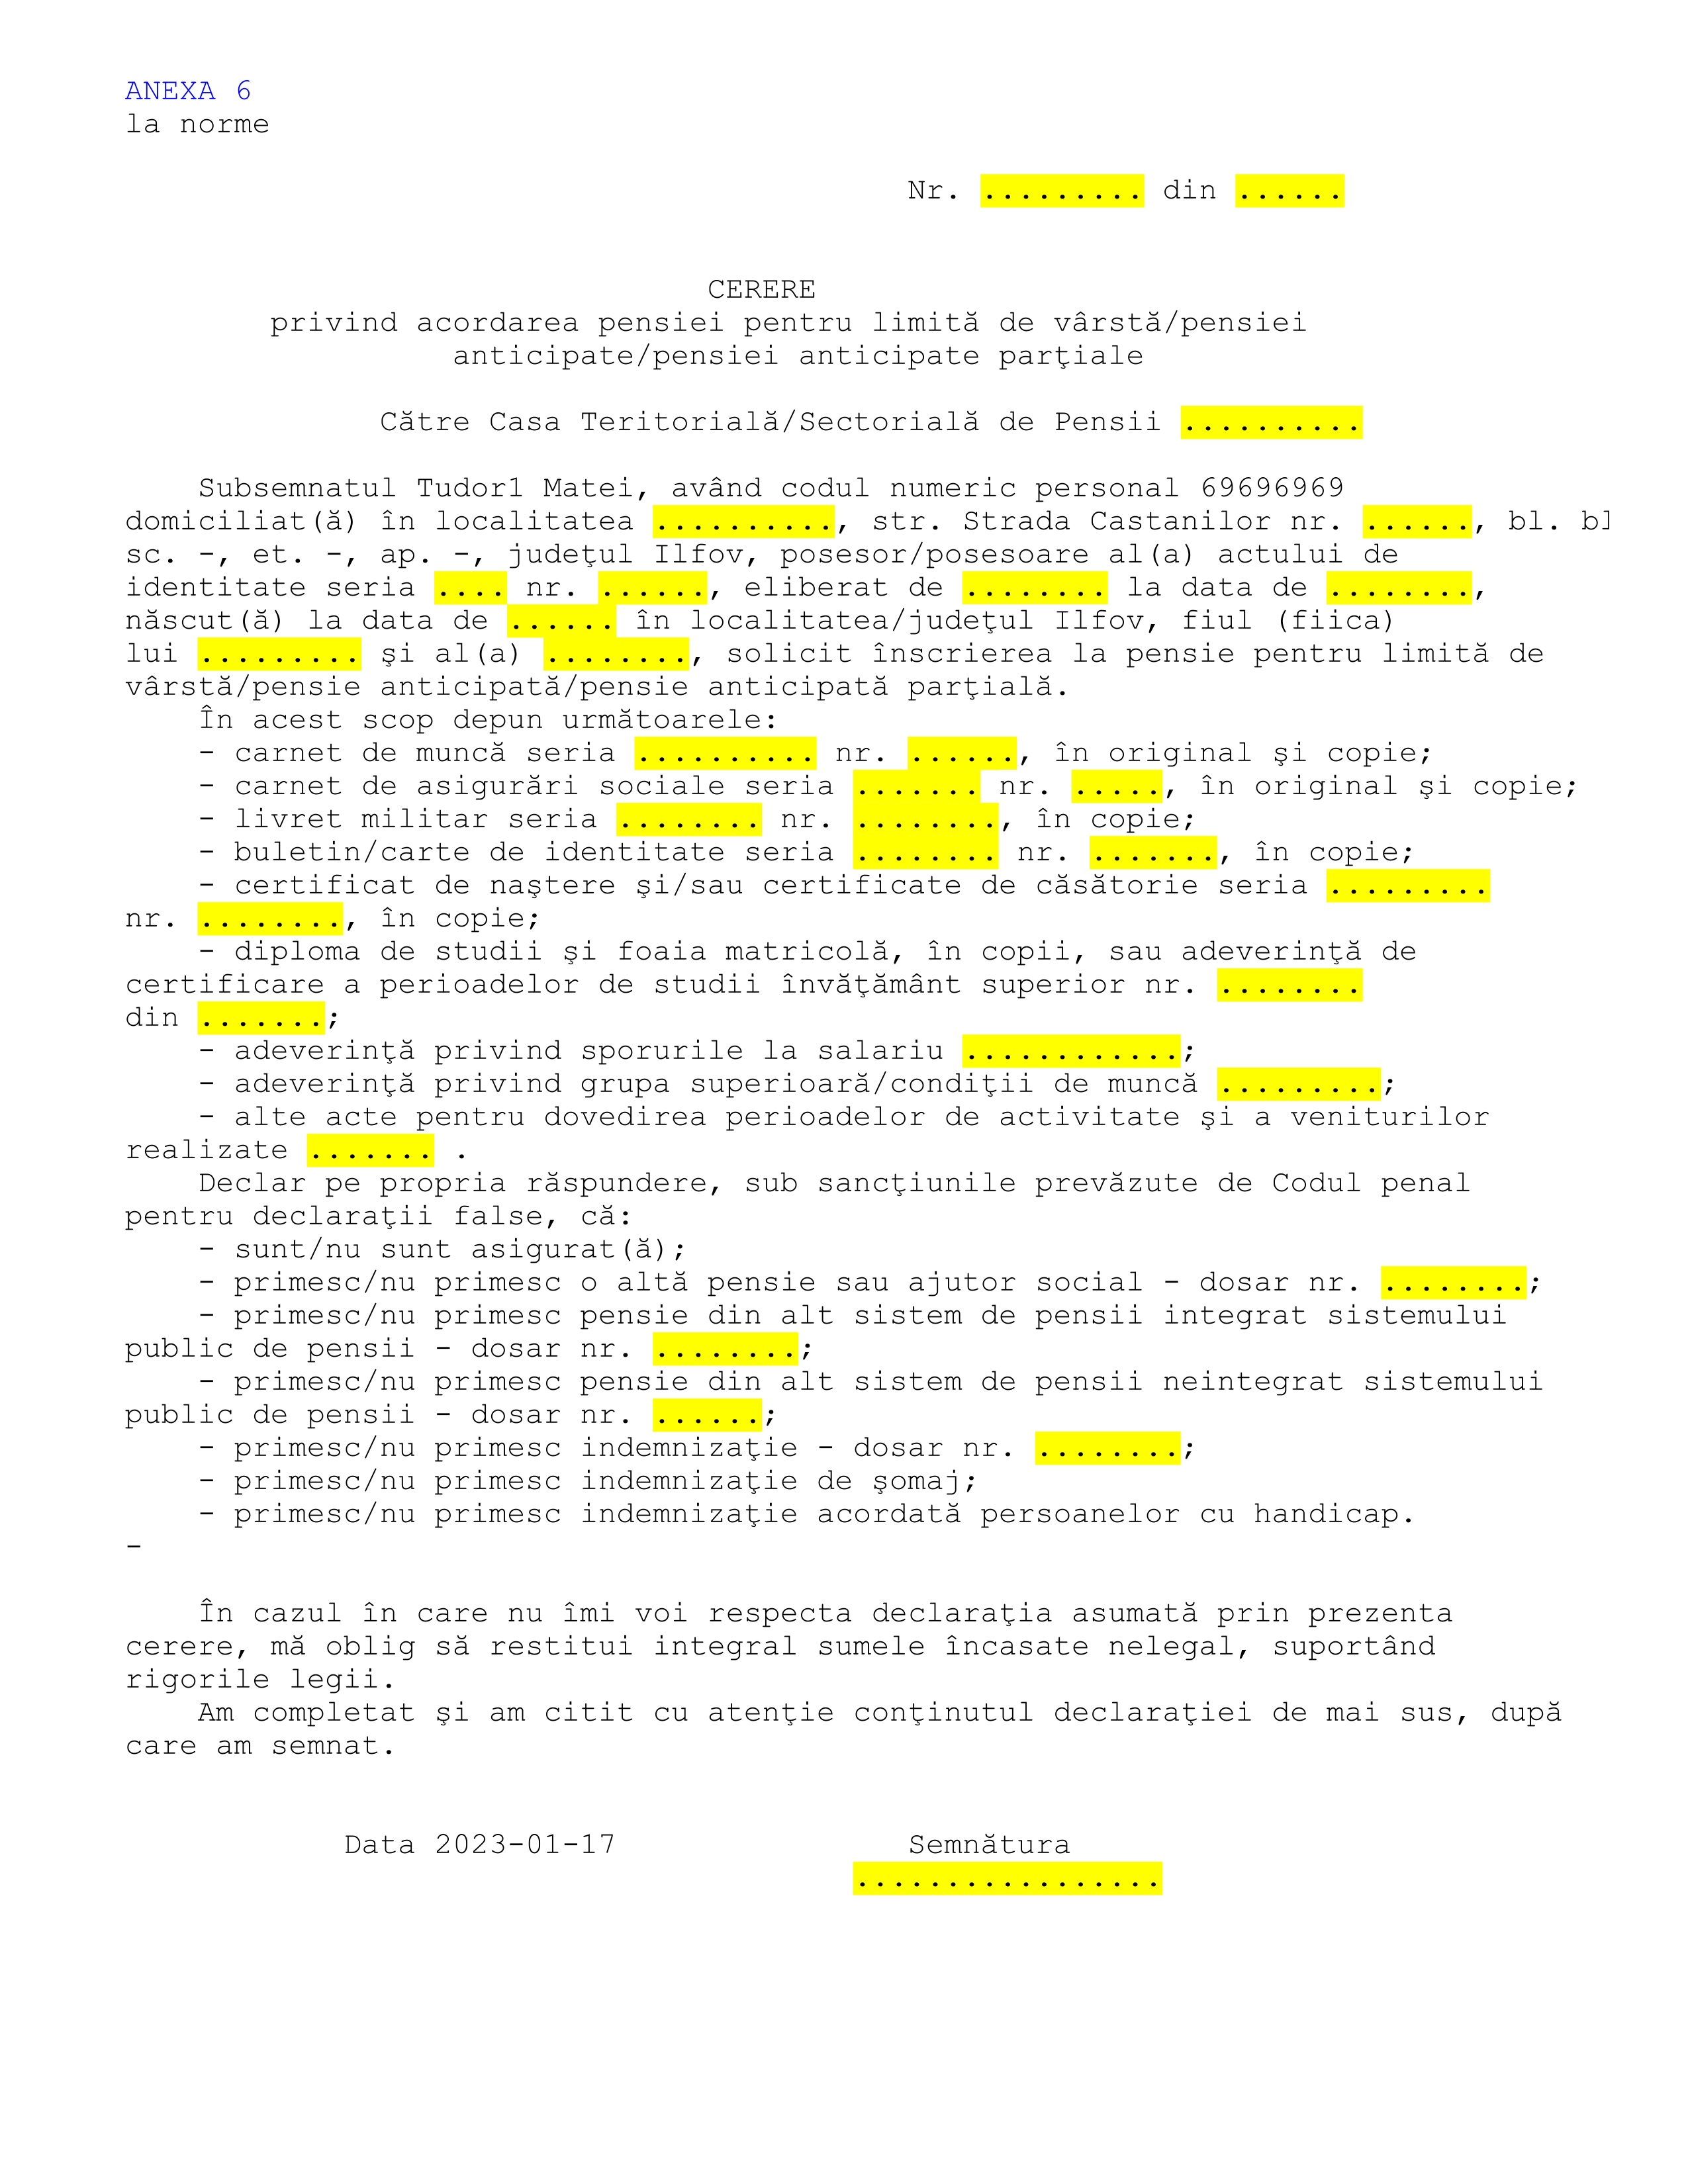 ANEXA 6
la norme
Nr. ......... din ......
CERERE
privind acordarea pensiei pentru limită de vârstă/pensiei
anticipate/pensiei anticipate parţiale
Către Casa Teritorială/Sectorială de Pensii ..........
Subsemnatul Tudor1 Matei, având codul numeric personal 69696969
domiciliat(ă) în localitatea .........., str. Strada Castanilor nr. ......, bl. bl
sc. -, et. -, ap. -, judeţul Ilfov, posesor/posesoare al(a) actului de
identitate seria .... nr. ......, eliberat de ........ la data de ........,
născut(ă) la data de ...... în localitatea/judeţul Ilfov, fiul (fiica)
lui ......... şi al(a) ........, solicit înscrierea la pensie pentru limită de
vârstă/pensie anticipată/pensie anticipată parţială.
În acest scop depun următoarele:
- carnet de muncă seria .......... nr. ......, în original şi copie;
- carnet de asigurări sociale seria ....... nr. ....., în original şi copie;
- livret militar seria ........ nr. ........, în copie;
- buletin/carte de identitate seria ........ nr. ......., în copie;
- certificat de naştere şi/sau certificate de căsătorie seria .........
nr. ........, în copie;
- diploma de studii şi foaia matricolă, în copii, sau adeverinţă de
certificare a perioadelor de studii învăţământ superior nr. ........
din .......;
- adeverinţă privind sporurile la salariu ............;
- adeverinţă privind grupa superioară/condiţii de muncă .........;
- alte acte pentru dovedirea perioadelor de activitate şi a veniturilor
realizate ....... .
Declar pe propria răspundere, sub sancţiunile prevăzute de Codul penal
pentru declaraţii false, că:
- sunt/nu sunt asigurat(ă);
- primesc/nu primesc o altă pensie sau ajutor social - dosar nr. ........;
- primesc/nu primesc pensie din alt sistem de pensii integrat sistemului
public de pensii - dosar nr. ........;
- primesc/nu primesc pensie din alt sistem de pensii neintegrat sistemului
public de pensii - dosar nr. ......;
- primesc/nu primesc indemnizaţie - dosar nr. ........;
- primesc/nu primesc indemnizaţie de şomaj;
- primesc/nu primesc indemnizaţie acordată persoanelor cu handicap.
-
În cazul în care nu îmi voi respecta declaraţia asumată prin prezenta
cerere, mă oblig să restitui integral sumele încasate nelegal, suportând
rigorile legii.
Am completat şi am citit cu atenţie conţinutul declaraţiei de mai sus, după
care am semnat.
Data 2023-01-17 Semnătura
.................